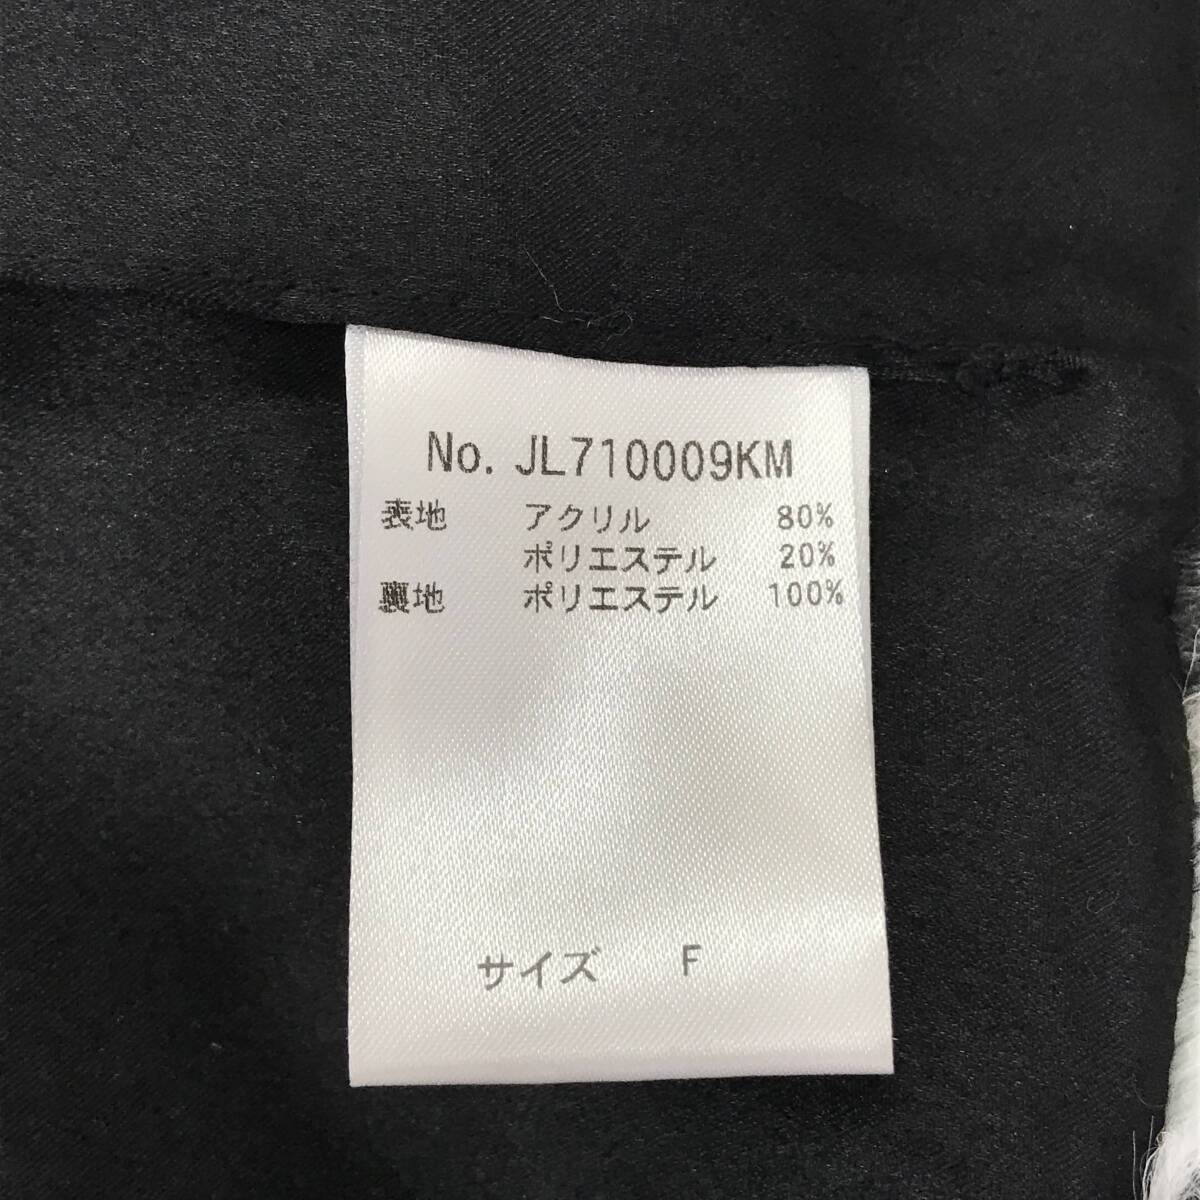 No. JL710009KM
表地 アクリル 80%
ポリエステル 20%
裏地 ポリエステル 100%
サイズ F